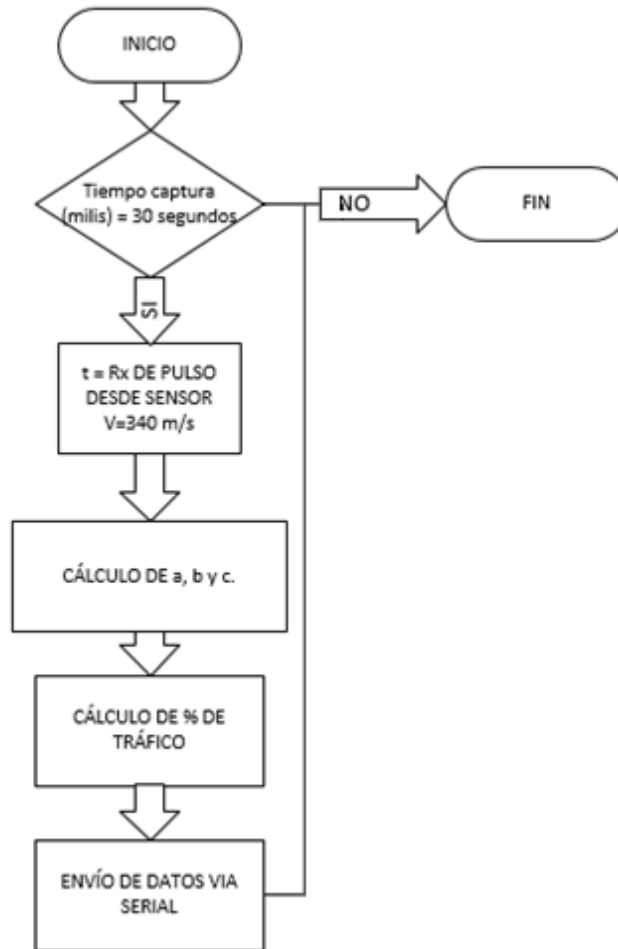 INICIO
Tiempo captura
(milis) = 30 segundos
NO
FIN
SI
t = Rx DE PULSO
DESDE SENSOR
V=340 m/s
CÁLCULO DE a, b y c.
CÁLCULO DE % DE
TRÁFICO
ENVÍO DE DATOS VIA
SERIAL